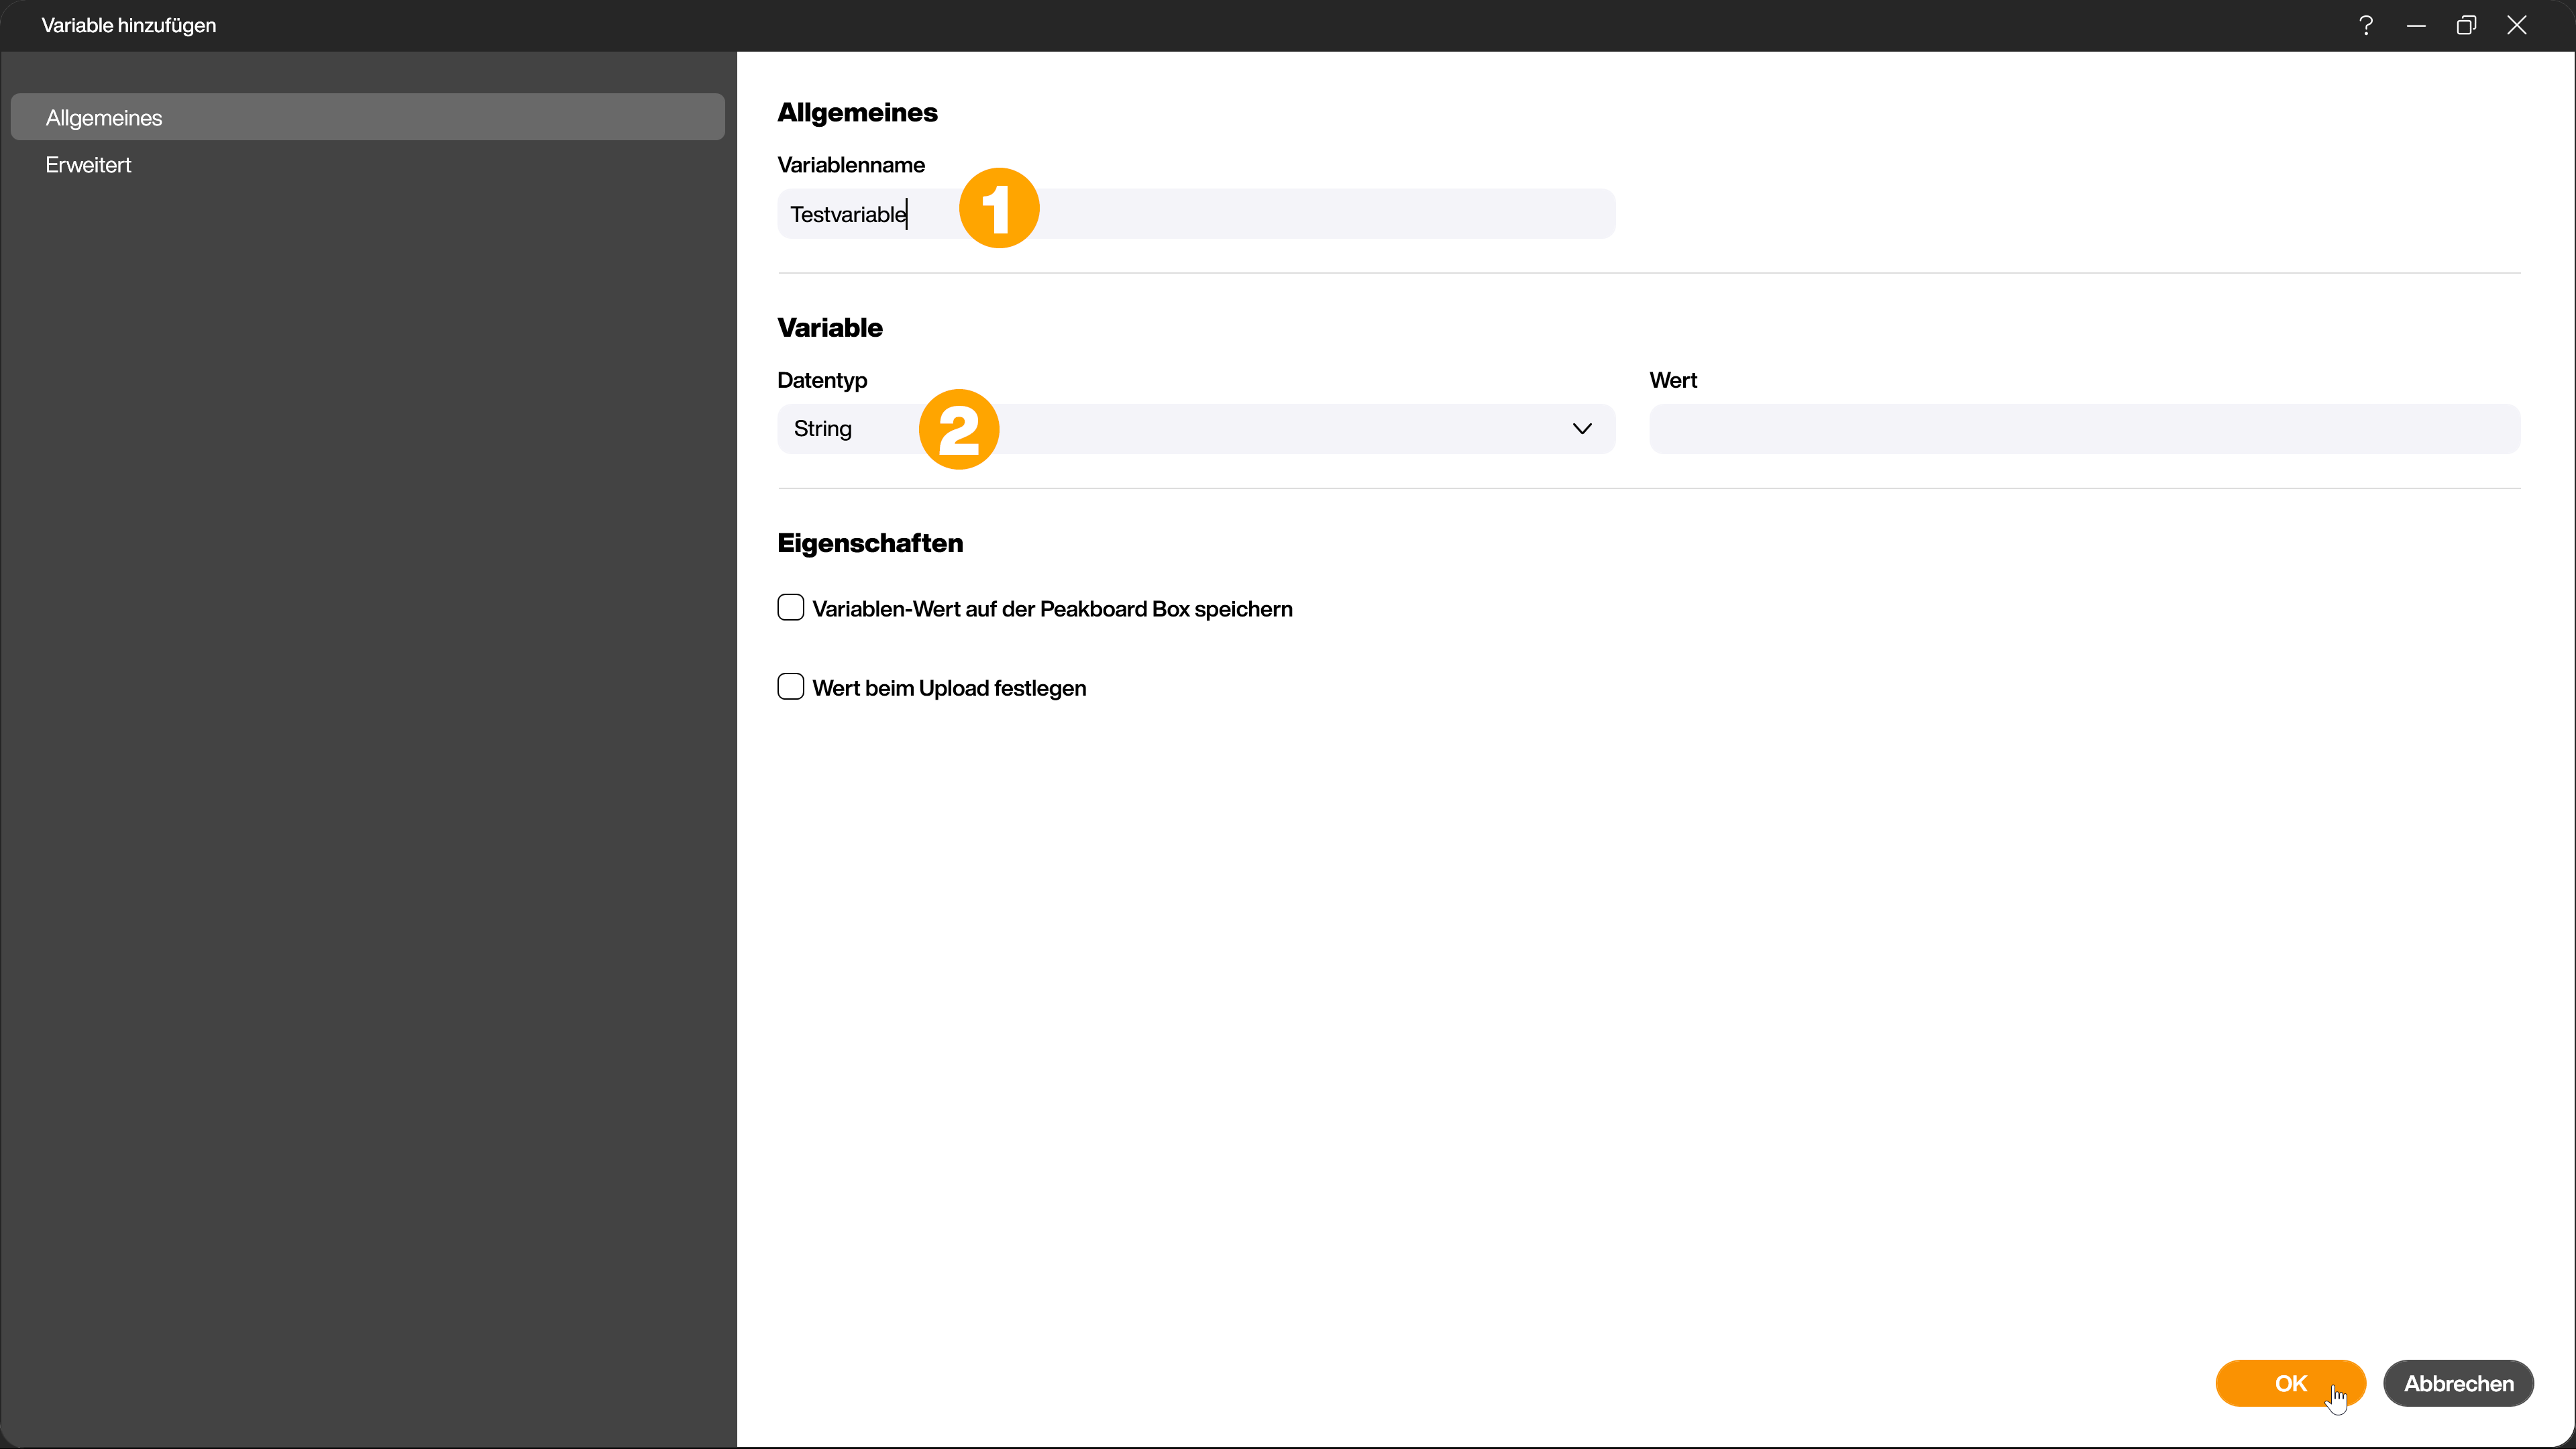 Variable hinzufügen
?
Allgemeines
Erweitert
Allgemeines
Variablenname
Testvariable
1
Variable
Datentyp
Wert
String
2
Eigenschaften
Variablen-Wert auf der Peakboard Box speichern
Wert beim Upload festlegen
OK
Abbrechen